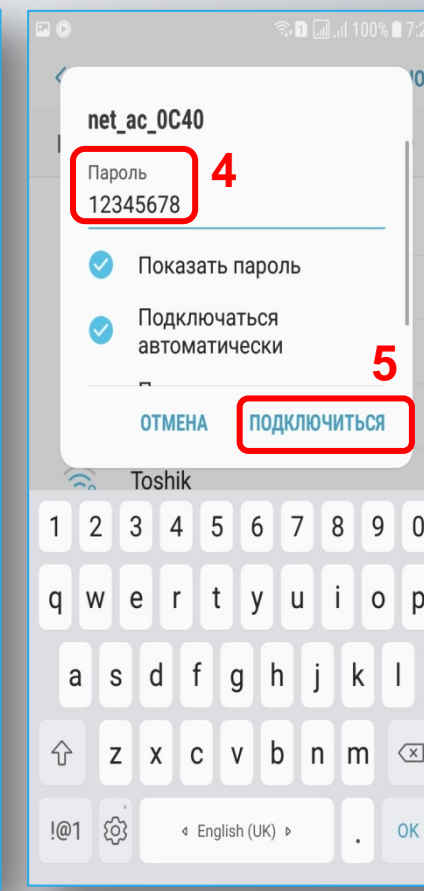 100% 7:2
net_ac_0C40
Пароль
4
12345678
Показать пароль
Подключаться
автоматически
5
ОТМЕНА ПОДКЛЮЧИТЬСЯ
Toshik
1 2 3 4 5 6 7 8 9 0
q w e r t y u i o p
a s d f g h j k l
z x c v b n m
!@1 English (UK) . OK